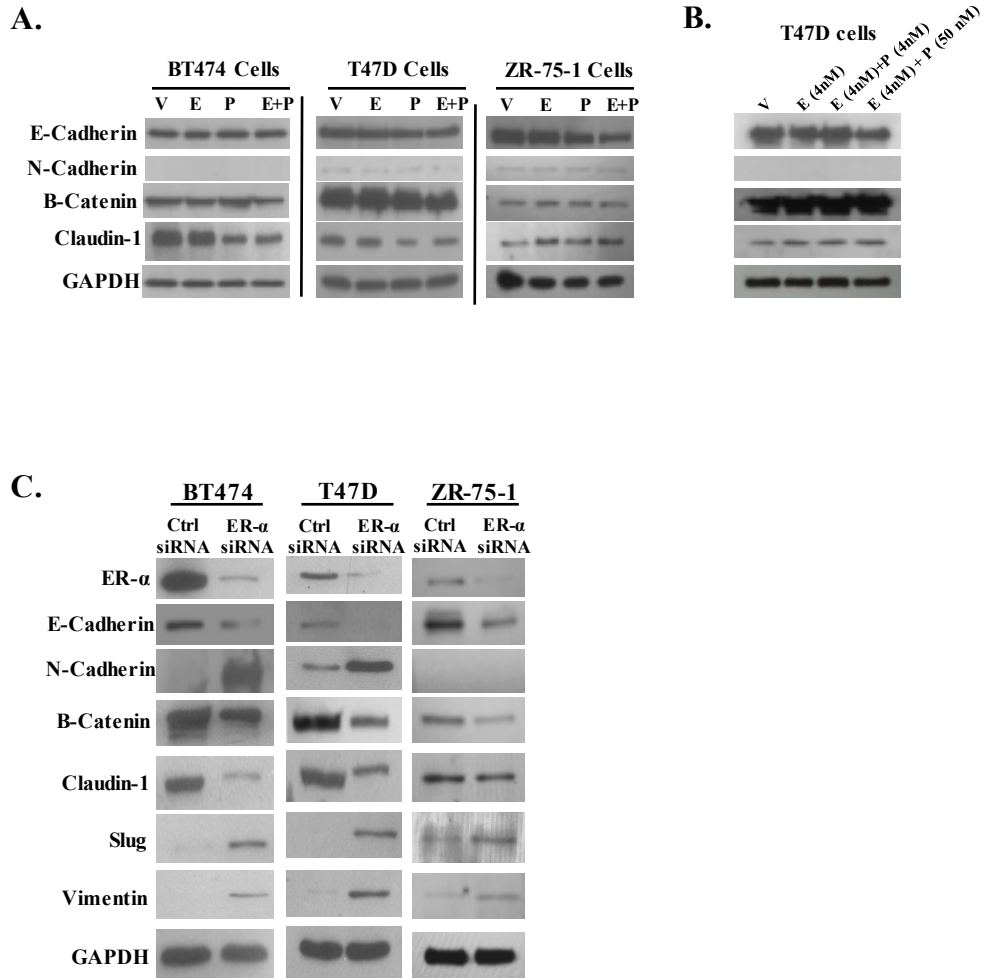 A.
BT474 Cells
T47D Cells
ZR-75-1 Cells
V E P E+P
V E P E+P
V E P E+P
E-Cadherin
N-Cadherin
B-Catenin
Claudin-1
GAPDH
B.
T47D cells
V
E (4nM)
E (4nM)+P (4nM)
E (4nM)+ P (50 nM)
C.
BT474
T47D
ZR-75-1
Ctrl siRNA
ER-α siRNA
Ctrl siRNA
ER-α siRNA
Ctrl siRNA
ER-α siRNA
ER-α
E-Cadherin
N-Cadherin
B-Catenin
Claudin-1
Slug
Vimentin
GAPDH